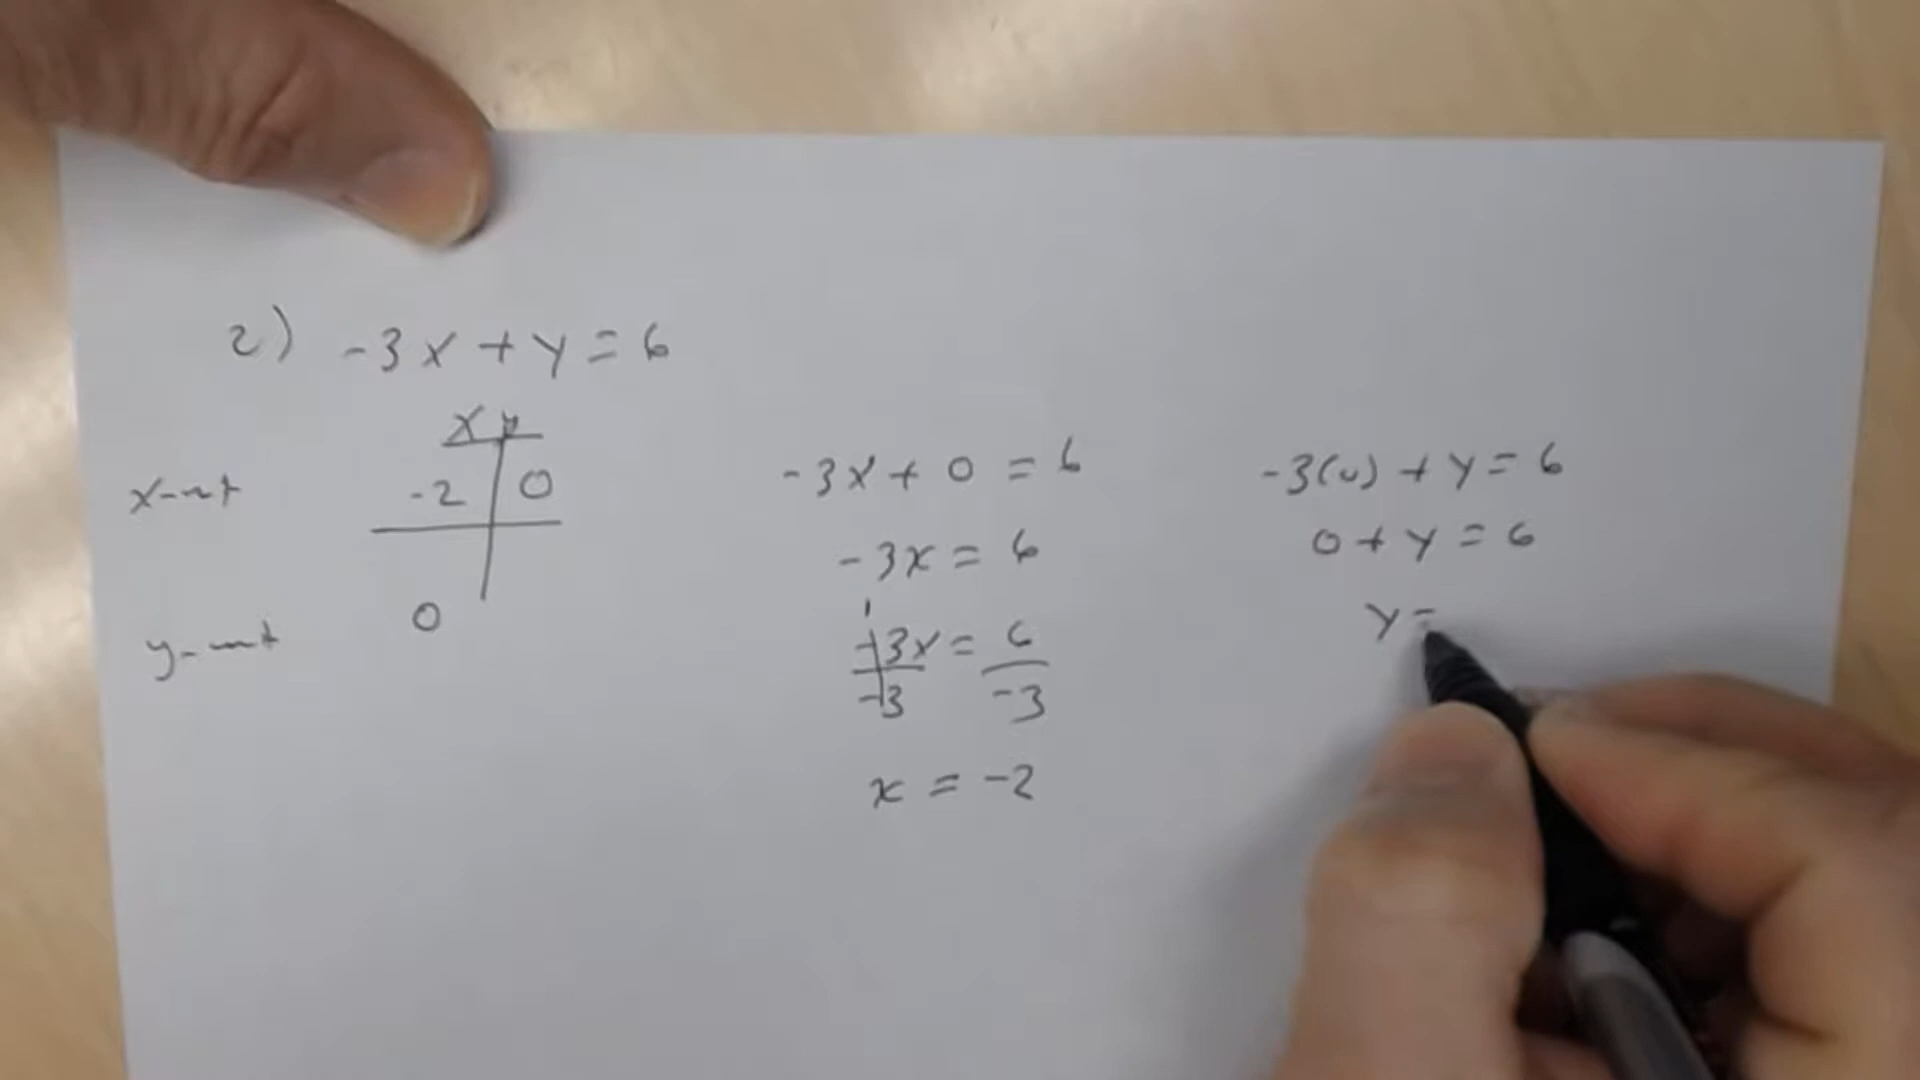 2) -3x + y = 6
x y
x-int -2 0
y-int 0
-3x + 0 = 6
-3x = 6
1
-3x = 6
-3 -3
x = -2
-3(0) + y = 6
0 + y = 6
y =